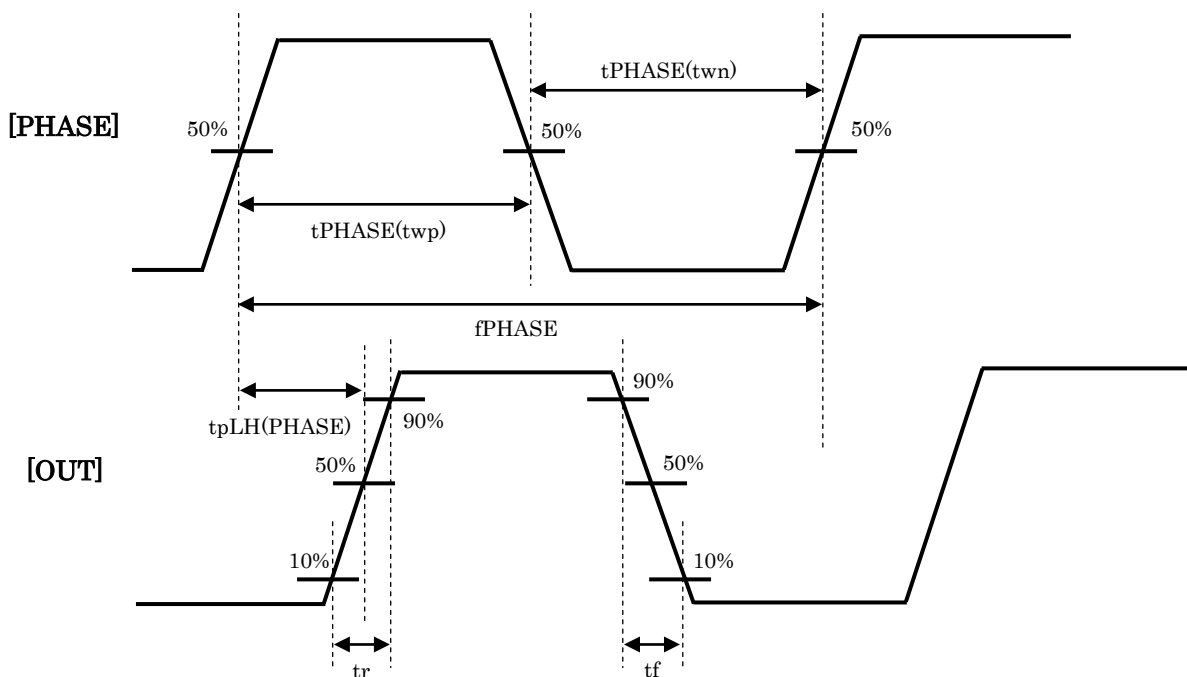 tPHASE(twn)
[PHASE]
50%
50%
50%
tPHASE(twp)
fPHASE
90%
tpLH(PHASE)
90%
[OUT]
50%
50%
10%
10%
tr
tf